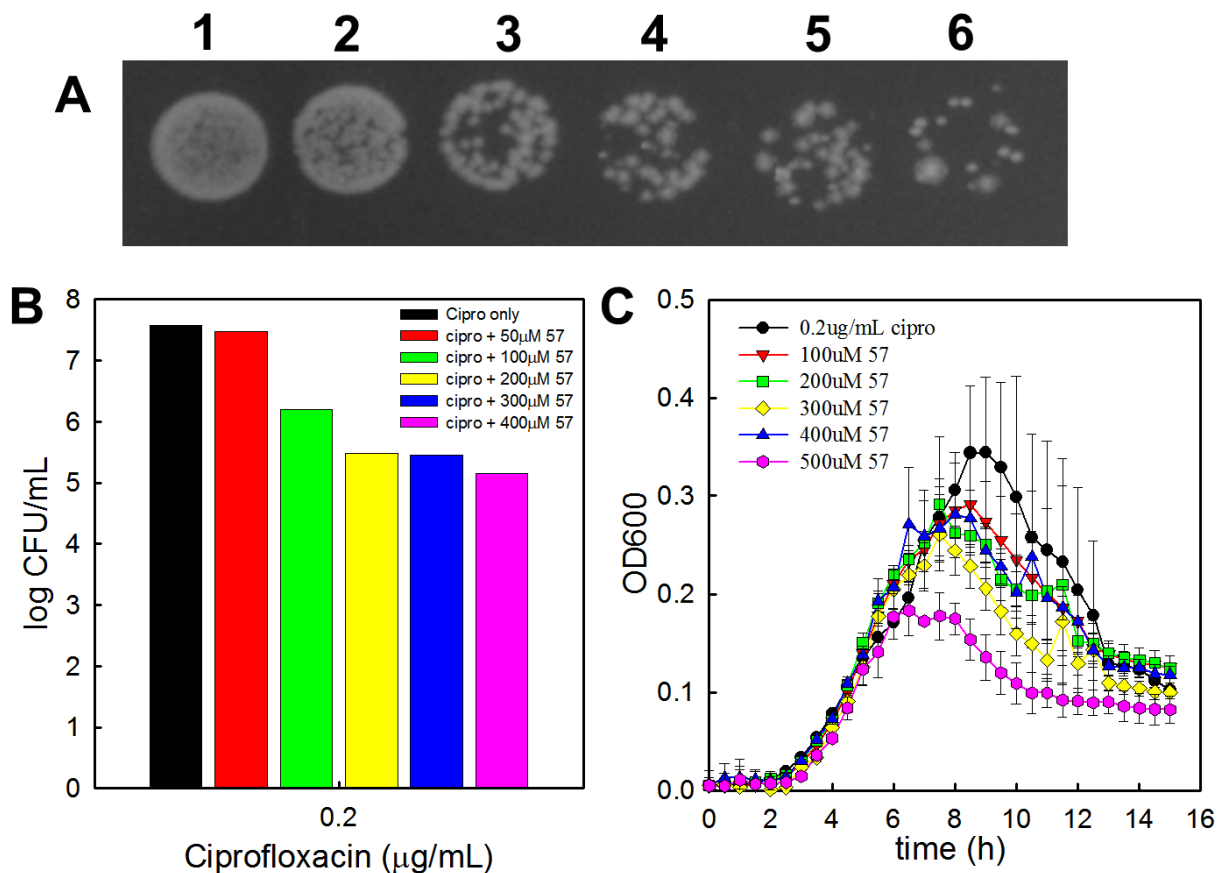 1 2 3 4 5 6
A
B
8
7
6
5
4
3
2
1
0
log CFU/mL
Cipro only
cipro + 50μM 57
cipro + 100μM 57
cipro + 200μM 57
cipro + 300μM 57
cipro + 400μM 57
0.2
Ciprofloxacin (μg/mL)
C
0.5
0.4
0.3
0.2
0.1
0.0
OD600
0.2ug/mL cipro
100uM 57
200uM 57
300uM 57
400uM 57
500uM 57
0 2 4 6 8 10 12 14 16
time (h)